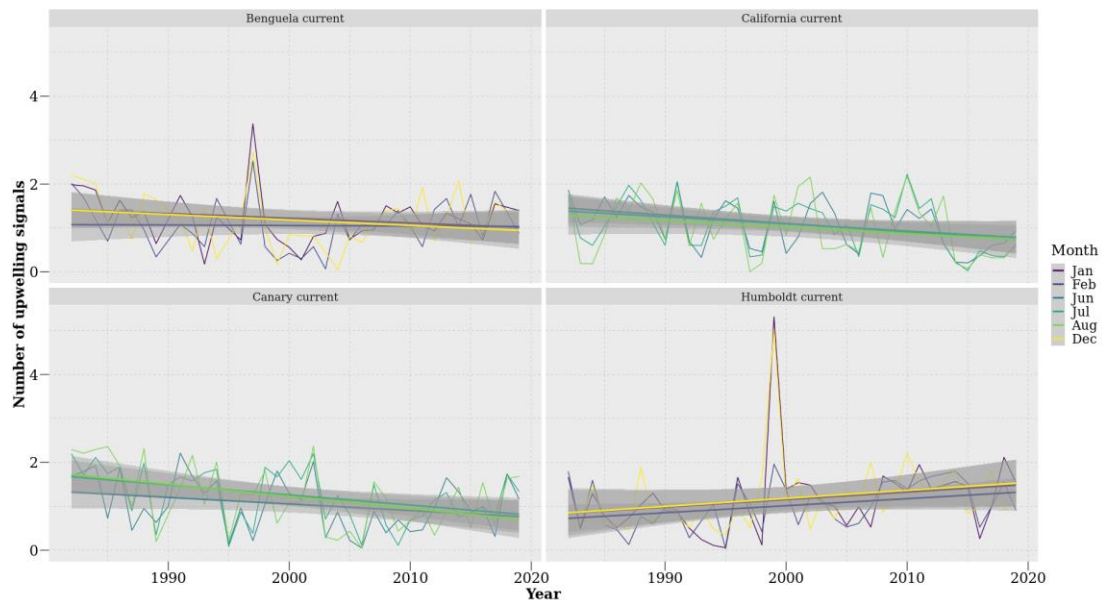 Benguela current
California current
4
2
0
Canary current
Humboldt current
4
2
0
Number of upwelling signals
1990
2000
2010
2020
1990
2000
2010
2020
Year
Month
Jan
Feb
Jun
Jul
Aug
Dec